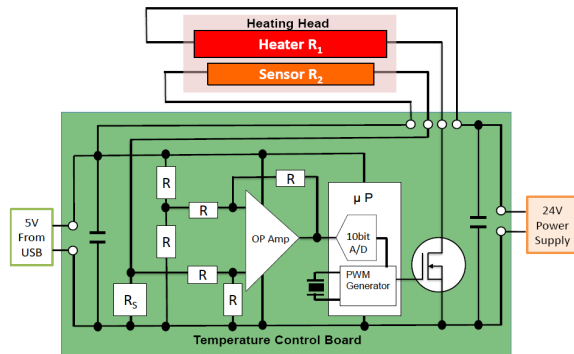 Heating Head
Heater R1
Sensor R2
5V
From
USB
R
R
R
R
R
RS
OP Amp
µ P
10bit
A/D
PWM
Generator
24V
Power
Supply
Temperature Control Board